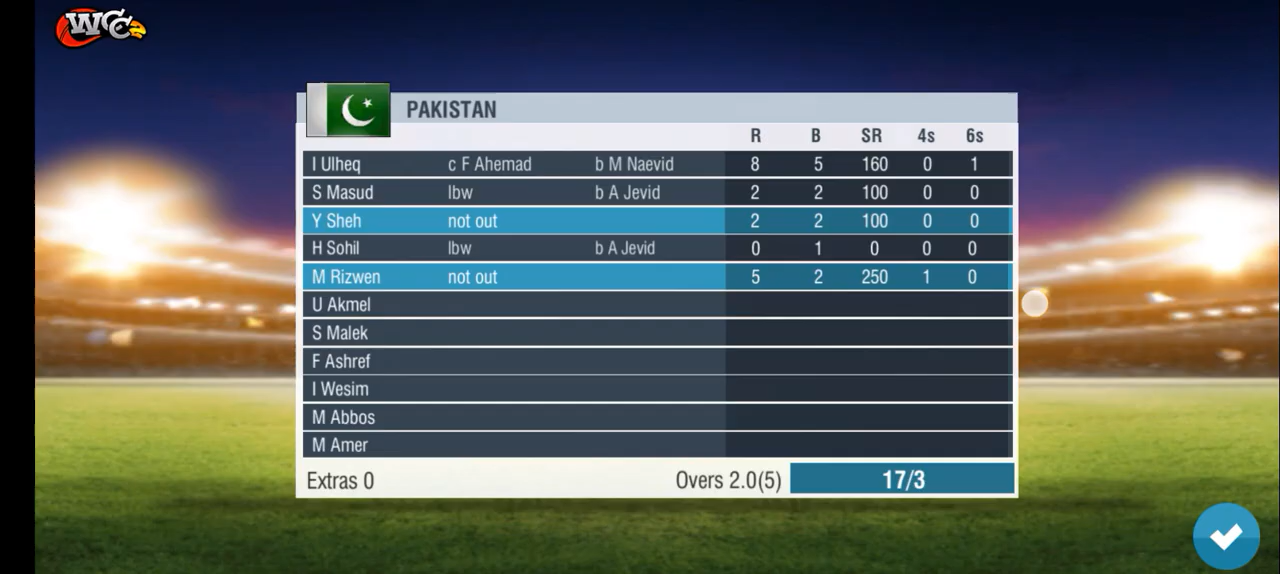 WCC2
PAKISTAN
R B SR 4s 6s
I Ulheq c F Ahemad b M Naevid 8 5 160 0 1
S Masud lbw b A Jevid 2 2 100 0 0
Y Sheh not out 2 2 100 0 0
H Sohil lbw b A Jevid 0 1 0 0 0
M Rizwen not out 5 2 250 1 0
U Akmel
S Malek
F Ashref
I Wesim
M Abbos
M Amer
Extras 0 Overs 2.0(5) 17/3